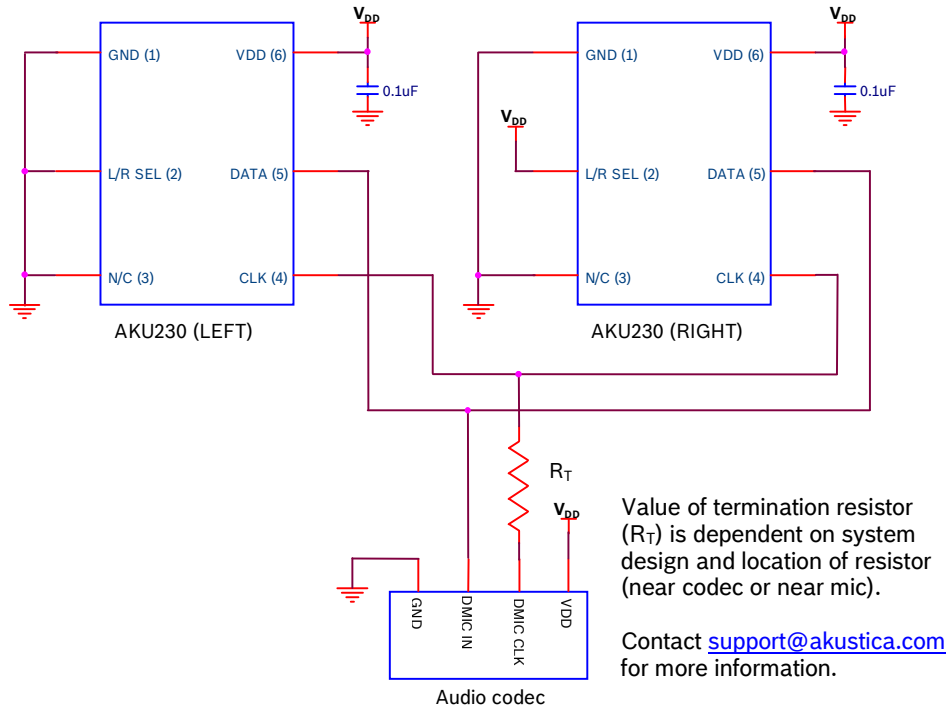 VDD
VDD
GND (1)
VDD (6)
GND (1)
VDD (6)
0.1uF
0.1uF
VDD
L/R SEL (2)
DATA (5)
L/R SEL (2)
DATA (5)
N/C (3)
CLK (4)
N/C (3)
CLK (4)
AKU230 (LEFT)
AKU230 (RIGHT)
RT
VDD
Value of termination resistor
(RT) is dependent on system
design and location of resistor
(near codec or near mic).
GND
DMIC IN
DMIC CLK
VDD
Contact support@akustica.com
for more information.
Audio codec